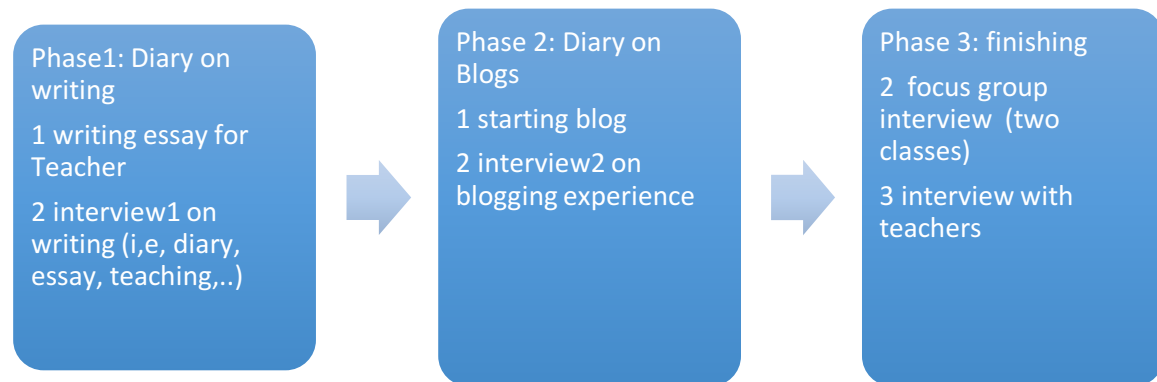 Phase1: Diary on
writing
1 writing essay for
Teacher
2 interview1 on
writing (i,e, diary,
essay, teaching,..)
Phase 2: Diary on
Blogs
1 starting blog
2 interview2 on
blogging experience
Phase 3: finishing
2 focus group
interview (two
classes)
3 interview with
teachers